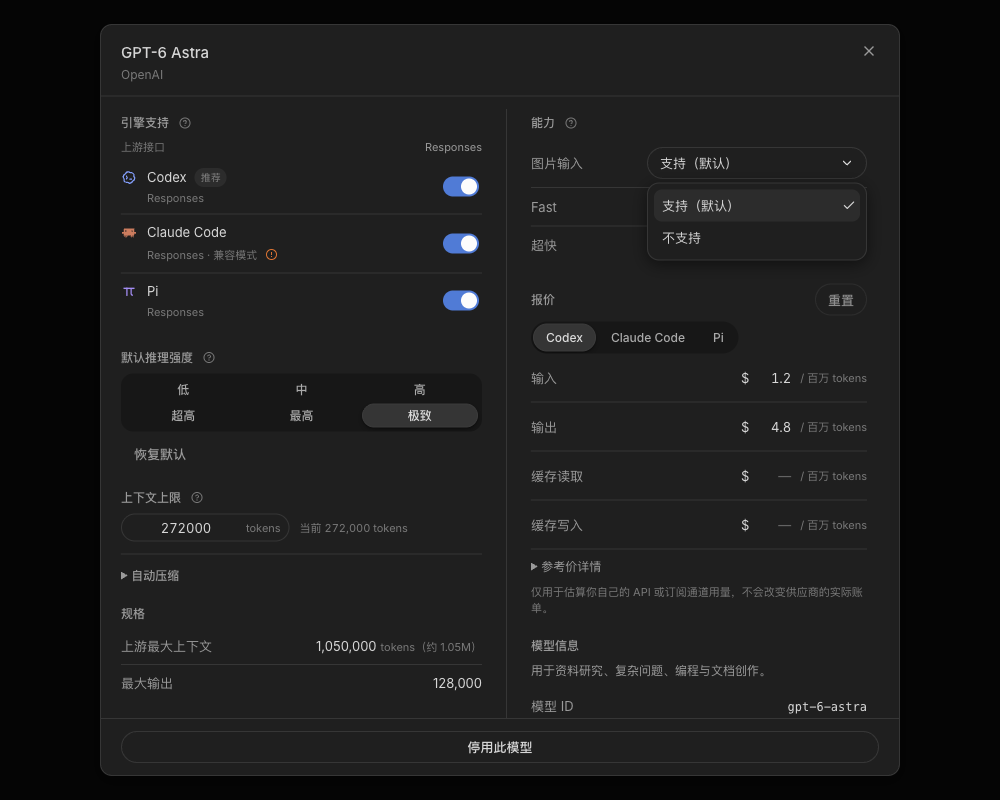 GPT-6 Astra
OpenAI
引擎支持
上游接口 Responses
Codex 推荐
Responses
Claude Code
Responses · 兼容模式
Pi
Responses
默认推理强度
低 中 高
超高 最高 极致
恢复默认
上下文上限
272000 tokens 当前 272,000 tokens
自动压缩
规格
上游最大上下文 1,050,000 tokens（约 1.05M）
最大输出 128,000
能力
图片输入 支持（默认）
支持（默认）
Fast
不支持
超快
报价 重置
Codex Claude Code Pi
输入 $ 1.2 / 百万 tokens
输出 $ 4.8 / 百万 tokens
缓存读取 $ — / 百万 tokens
缓存写入 $ — / 百万 tokens
参考价详情
仅用于估算你自己的 API 或订阅通道用量，不会改变供应商的实际账
单。
模型信息
用于资料研究、复杂问题、编程与文档创作。
模型 ID gpt-6-astra
停用此模型